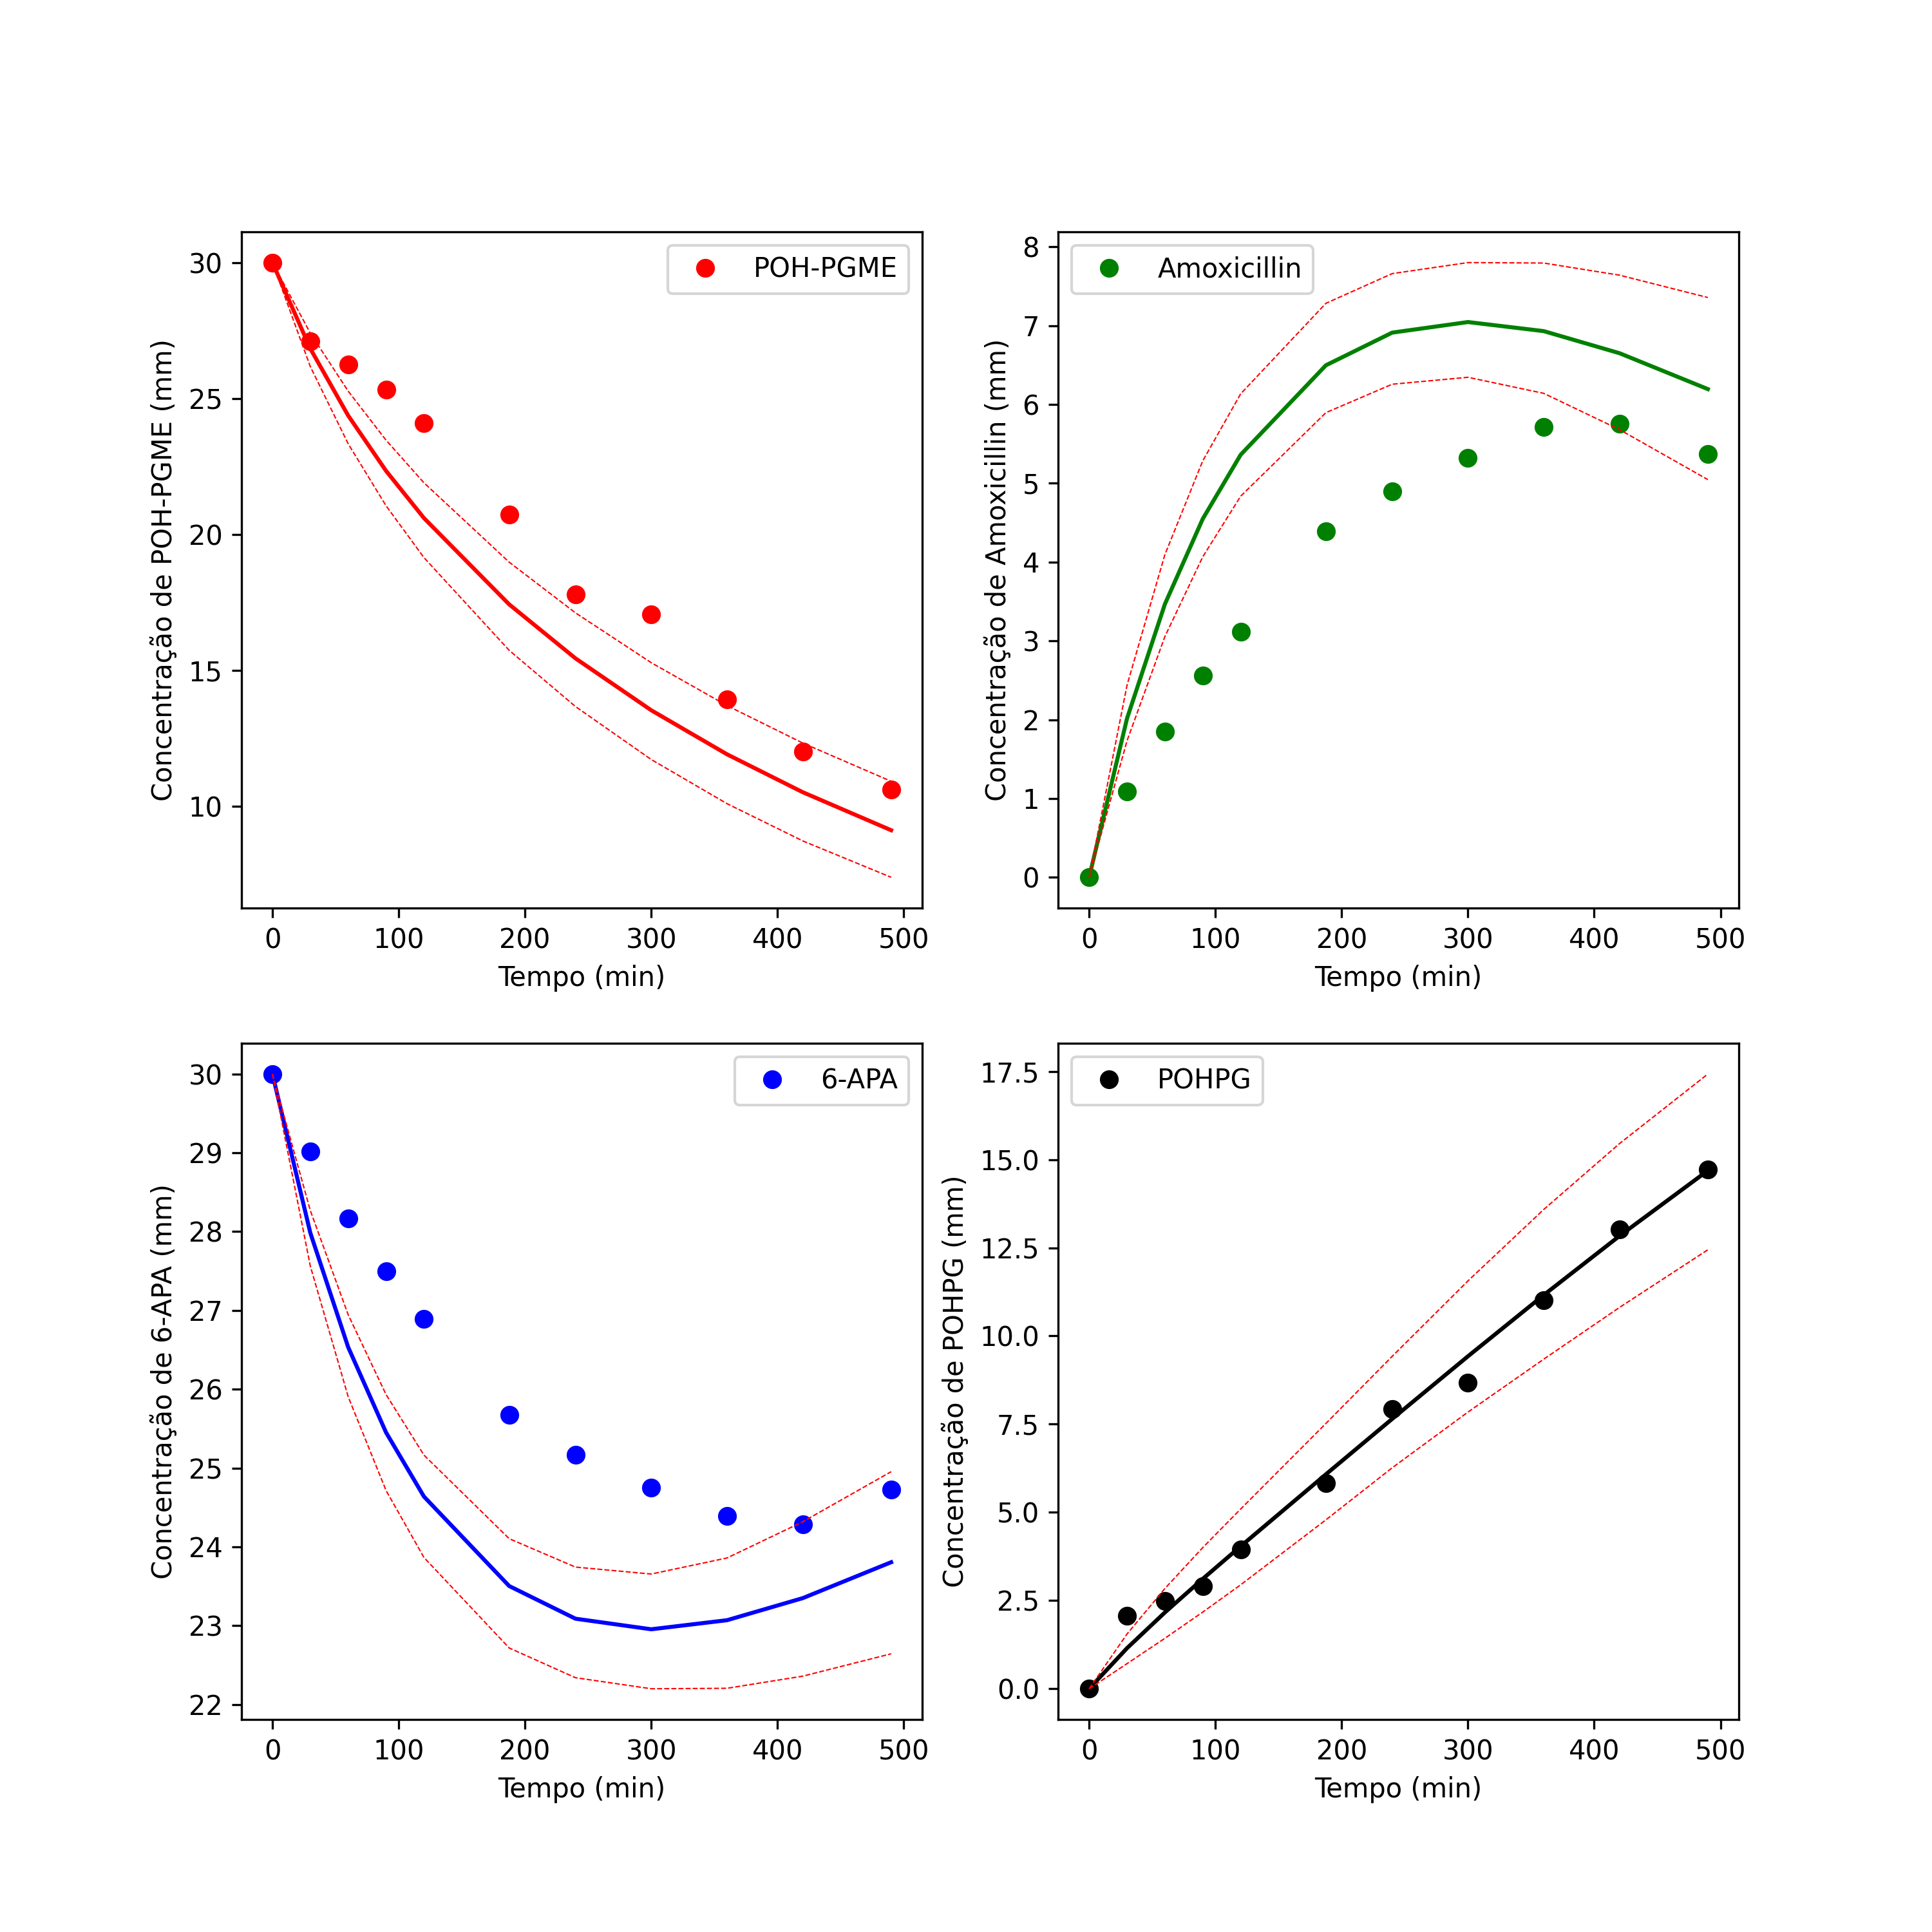 POH-PGME
Concentração de POH-PGME (mm)
30
25
20
15
10
0 100 200 300 400 500
Tempo (min)
Amoxicillin
Concentração de Amoxicillin (mm)
8
7
6
5
4
3
2
1
0
0 100 200 300 400 500
Tempo (min)
6-APA
Concentração de 6-APA (mm)
30
29
28
27
26
25
24
23
22
0 100 200 300 400 500
Tempo (min)
POHPG
Concentração de POHPG (mm)
17.5
15.0
12.5
10.0
7.5
5.0
2.5
0.0
0 100 200 300 400 500
Tempo (min)